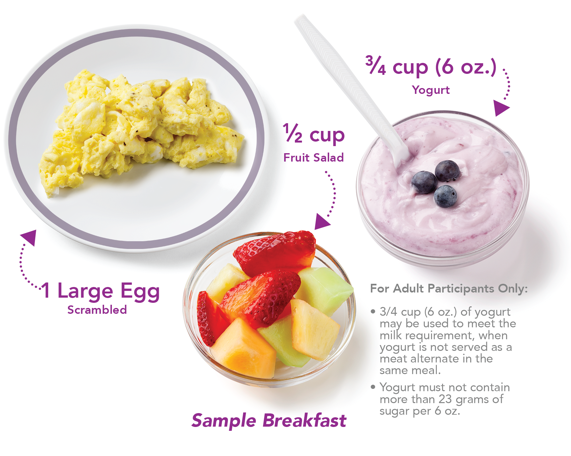 ¾ cup (6 oz.)
Yogurt
½ cup
Fruit Salad
1 Large Egg
Scrambled
For Adult Participants Only:
• 3/4 cup (6 oz.) of yogurt
may be used to meet the
milk requirement, when
yogurt is not served as a
meat alternate in the
same meal.
• Yogurt must not contain
more than 23 grams of
sugar per 6 oz.
Sample Breakfast